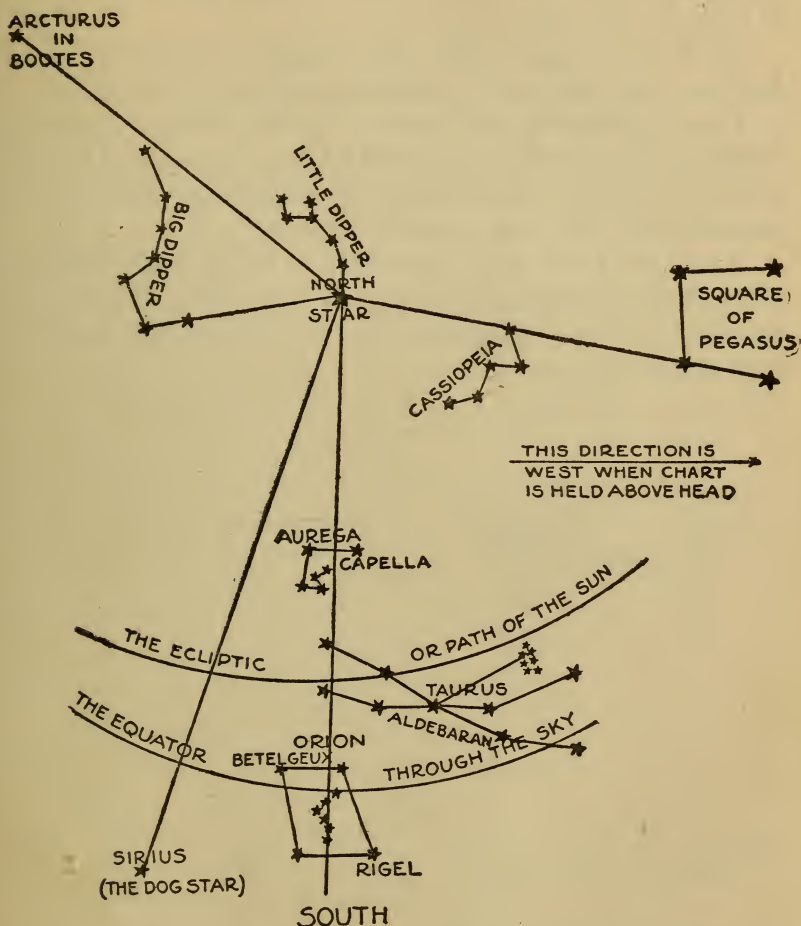 ARCTURUS
IN
BOOTES
LITTLE DIPPER
BIG DIPPER
NORTH
STAR
SQUARE
OF
PEGASUS
CASSIOPEIA
THIS DIRECTION IS
WEST WHEN CHART
IS HELD ABOVE HEAD
AUREGA
CAPELLA
THE ECLIPTIC OR PATH OF THE SUN
TAURUS
ALDEBARAN
THE EQUATOR THROUGH THE SKY
ORION
BETELGEUX
SIRIUS
(THE DOG STAR)
RIGEL
SOUTH